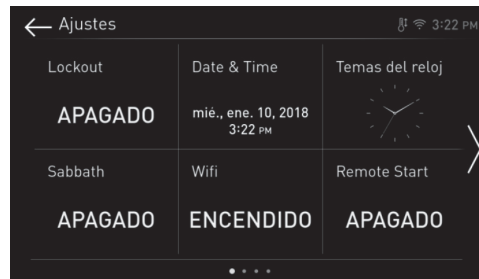 Ajustes
3:22 PM
Lockout
APAGADO
Date & Time
mié., ene. 10, 2018
3:22 PM
Temas del reloj
Sabbath
APAGADO
Wifi
ENCENDIDO
Remote Start
APAGADO